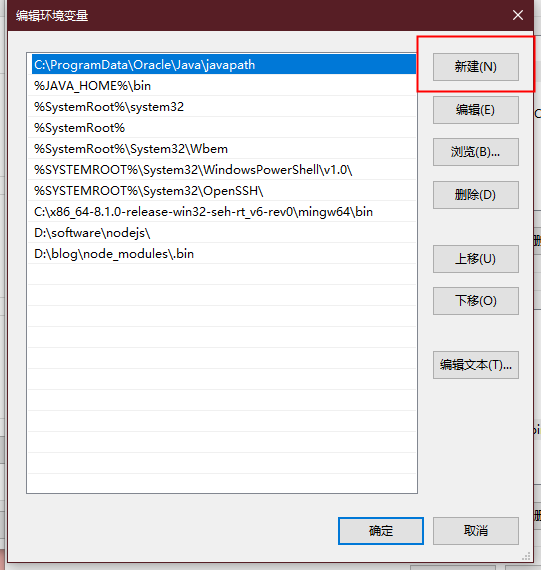 编辑环境变量
C:\ProgramData\Oracle\Java\javapath
%JAVA_HOME%\bin
%SystemRoot%\system32
%SystemRoot%
%SystemRoot%\System32\Wbem
%SYSTEMROOT%\System32\WindowsPowerShell\v1.0\
%SYSTEMROOT%\System32\OpenSSH\
C:\x86_64-8.1.0-release-win32-seh-rt_v6-rev0\mingw64\bin
D:\software\nodejs\
D:\blog\node_modules\.bin
新建(N)
编辑(E)
浏览(B)...
删除(D)
上移(U)
下移(O)
编辑文本(T)...
确定
取消